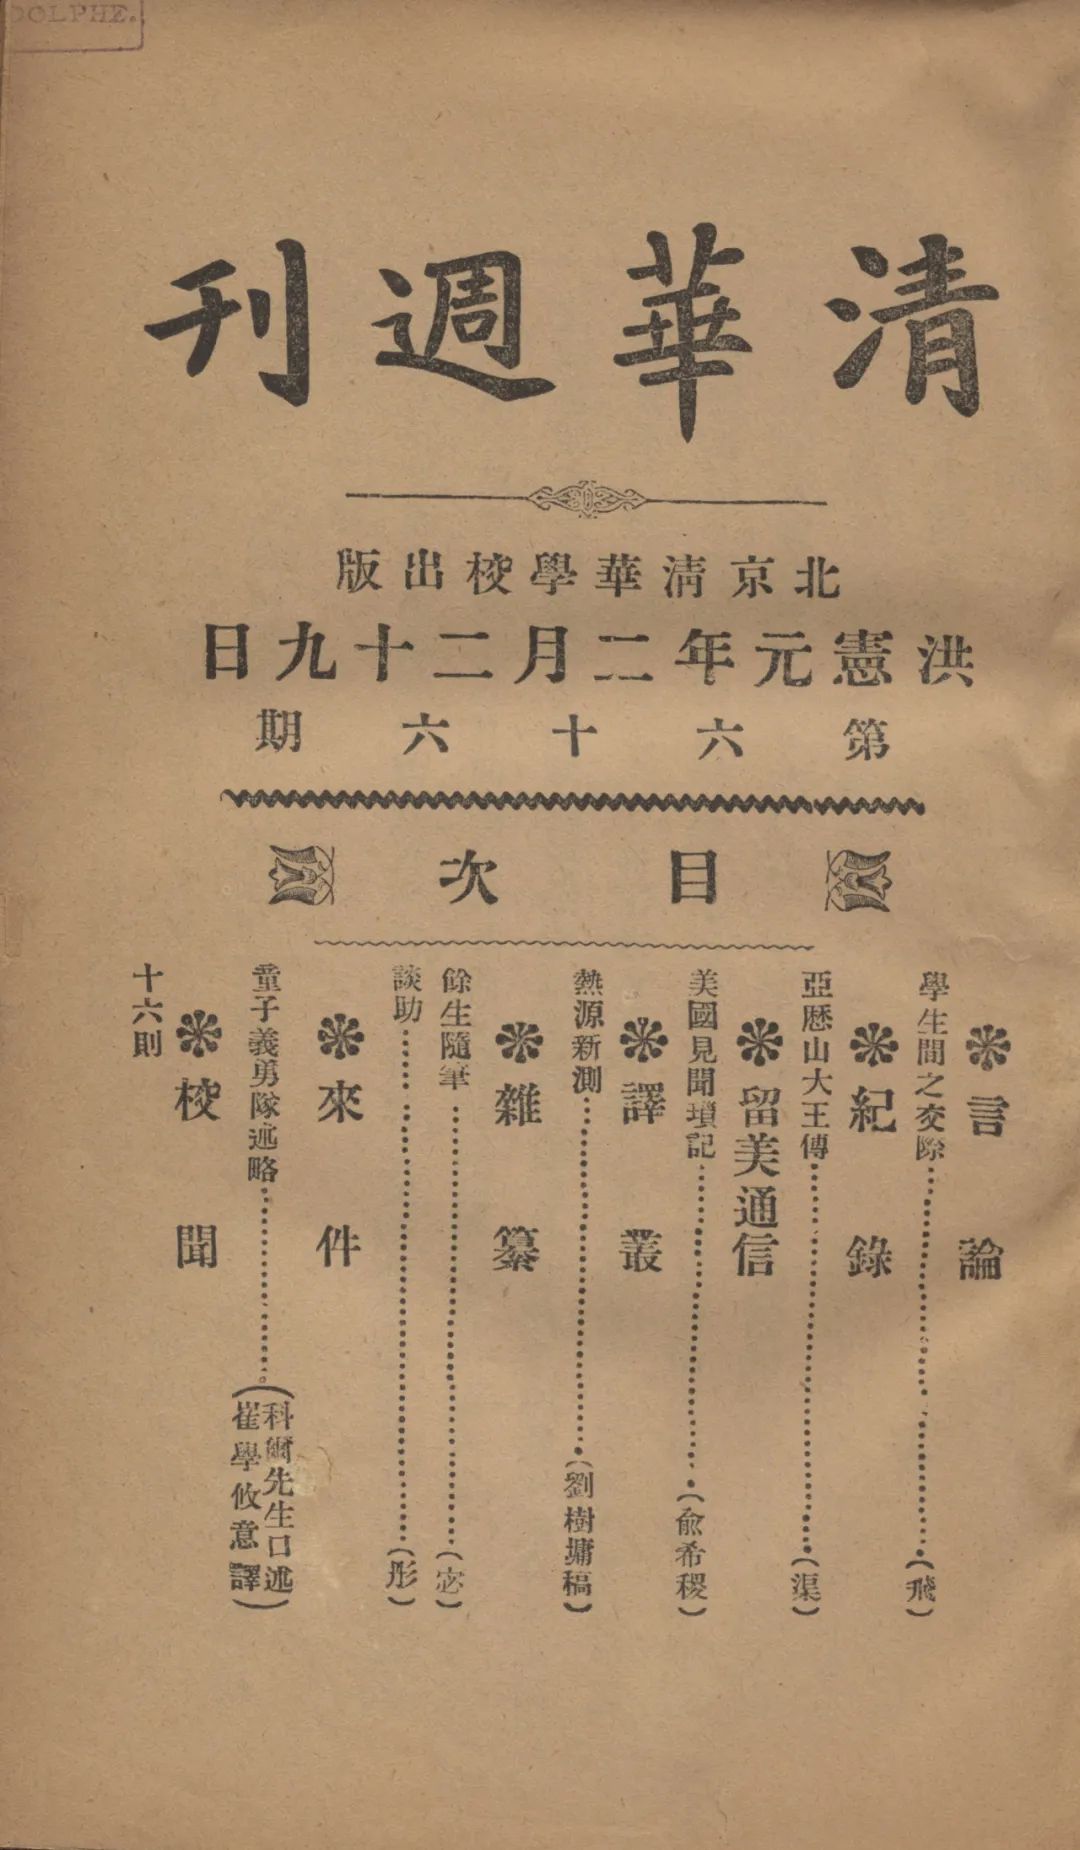 DOLPHE.
清華週刊
北京清華學校出版
洪憲元年二月二十九日
第六十六期
目次
言論
學生間之交際……(飛)
紀錄
亞歷山大王傳……(渠)
留美通信
美國見聞瑣記……(俞希稷)
譯叢
熱源新測……(劉樹墉稿)
雜纂
餘生隨筆……(宓)
談助……(彤)
來件
童子義勇隊述略……(科爾先生口述
崔學攸意譯)
校聞
十六則